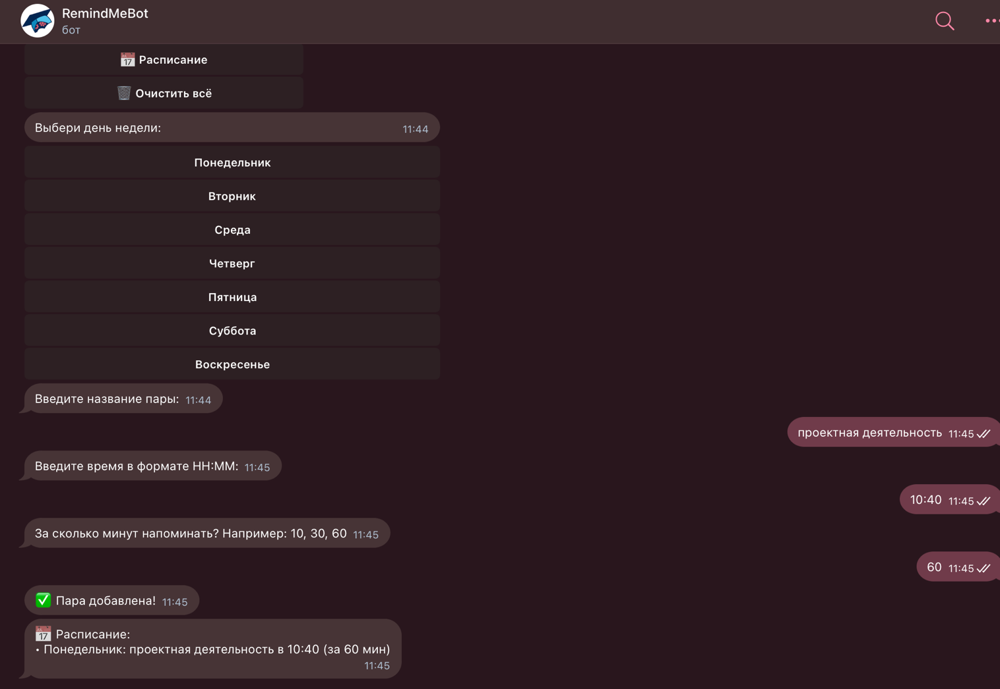 RemindMeBot
бот
17 Расписание
Очистить всё
Выбери день недели: 11:44
Понедельник
Вторник
Среда
Четверг
Пятница
Суббота
Воскресенье
Введите название пары: 11:44
проектная деятельность 11:45
Введите время в формате HH:MM: 11:45
10:40 11:45
За сколько минут напоминать? Например: 10, 30, 60 11:45
60 11:45
Пара добавлена! 11:45
17 Расписание:
• Понедельник: проектная деятельность в 10:40 (за 60 мин)
11:45